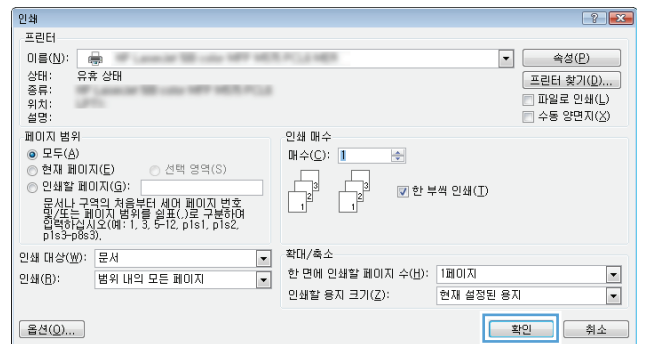 인쇄
프린터
이름(N):
속성(P)
상태: 유휴 상태
프린터 찾기(D)...
종류:
위치:
파일로 인쇄(L)
설명:
수동 양면지(X)
페이지 범위
모두(A)
현재 페이지(E) 선택 영역(S)
인쇄할 페이지(G):
문서나 구역의 처음부터 세어 페이지 번호
및/또는 페이지 범위를 쉼표(,)로 구분하여
입력하십시오(예: 1, 3, 5-12, p1s1, p1s2,
p1s3-p8s3).
인쇄 매수
매수(C): 1
3 3
2 2
1 1
한 부씩 인쇄(T)
인쇄 대상(W): 문서
인쇄(R): 범위 내의 모든 페이지
확대/축소
한 면에 인쇄할 페이지 수(H): 1페이지
인쇄할 용지 크기(Z): 현재 설정된 용지
옵션(O)...
확인 취소